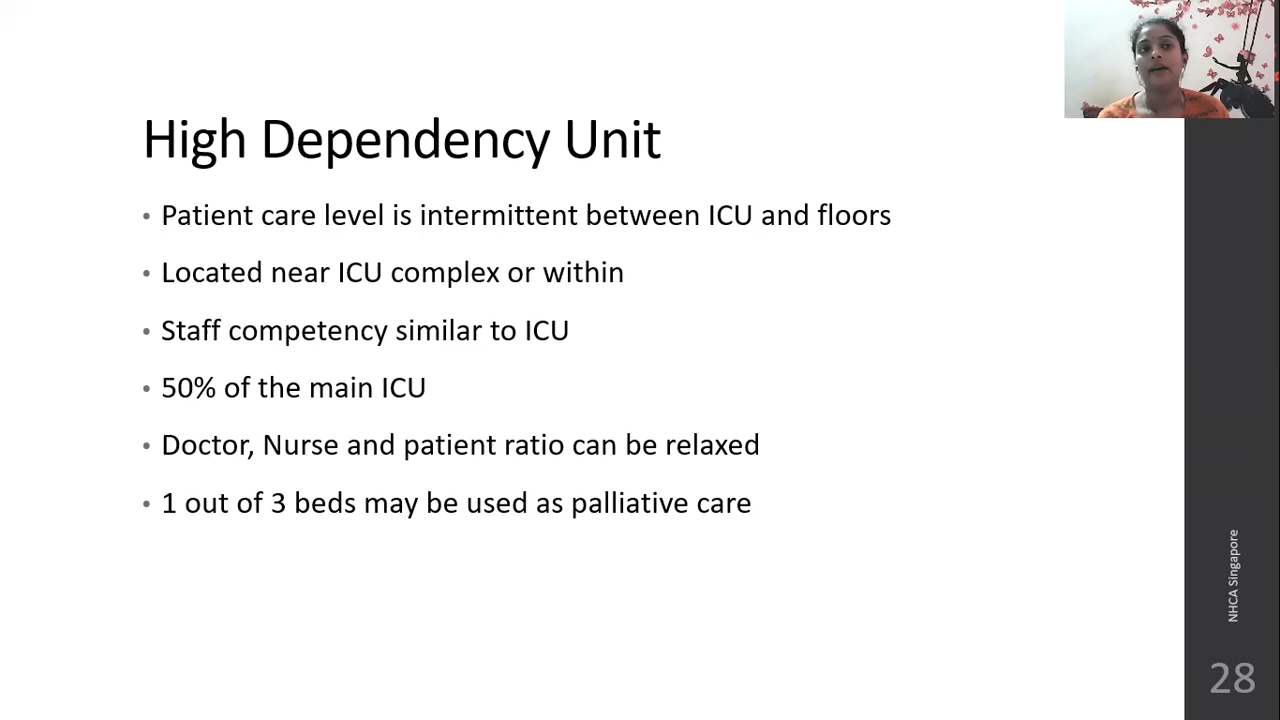 High Dependency Unit
• Patient care level is intermittent between ICU and floors
• Located near ICU complex or within
• Staff competency similar to ICU
• 50% of the main ICU
• Doctor, Nurse and patient ratio can be relaxed
• 1 out of 3 beds may be used as palliative care
NHCA Singapore
28